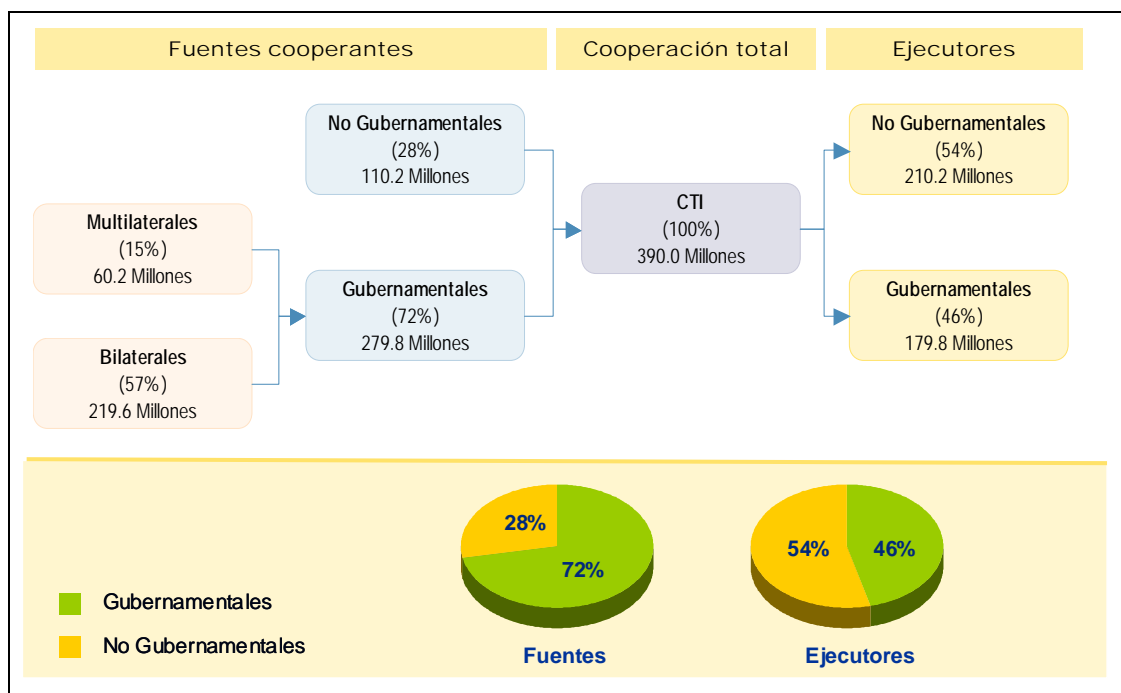 Fuentes cooperantes
Cooperación total
Ejecutores
No Gubernamentales
(28%)
110.2 Millones
No Gubernamentales
(54%)
210.2 Millones
Multilaterales
(15%)
60.2 Millones
CTI
(100%)
390.0 Millones
Gubernamentales
(72%)
279.8 Millones
Gubernamentales
(46%)
179.8 Millones
Bilaterales
(57%)
219.6 Millones
28%
72%
54%
46%
Gubernamentales
No Gubernamentales
Fuentes
Ejecutores